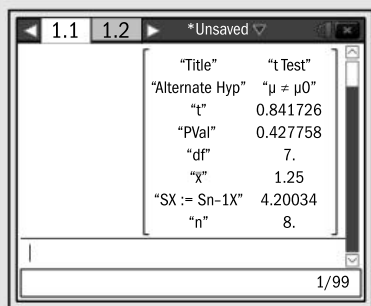 1.1 1.2 *Unsaved
“Title” “t Test”
“Alternate Hyp” “μ ≠ μ0”
“t” 0.841726
“PVal” 0.427758
“df” 7.
“x̄” 1.25
“SX := Sn–1X” 4.20034
“n” 8.
1/99